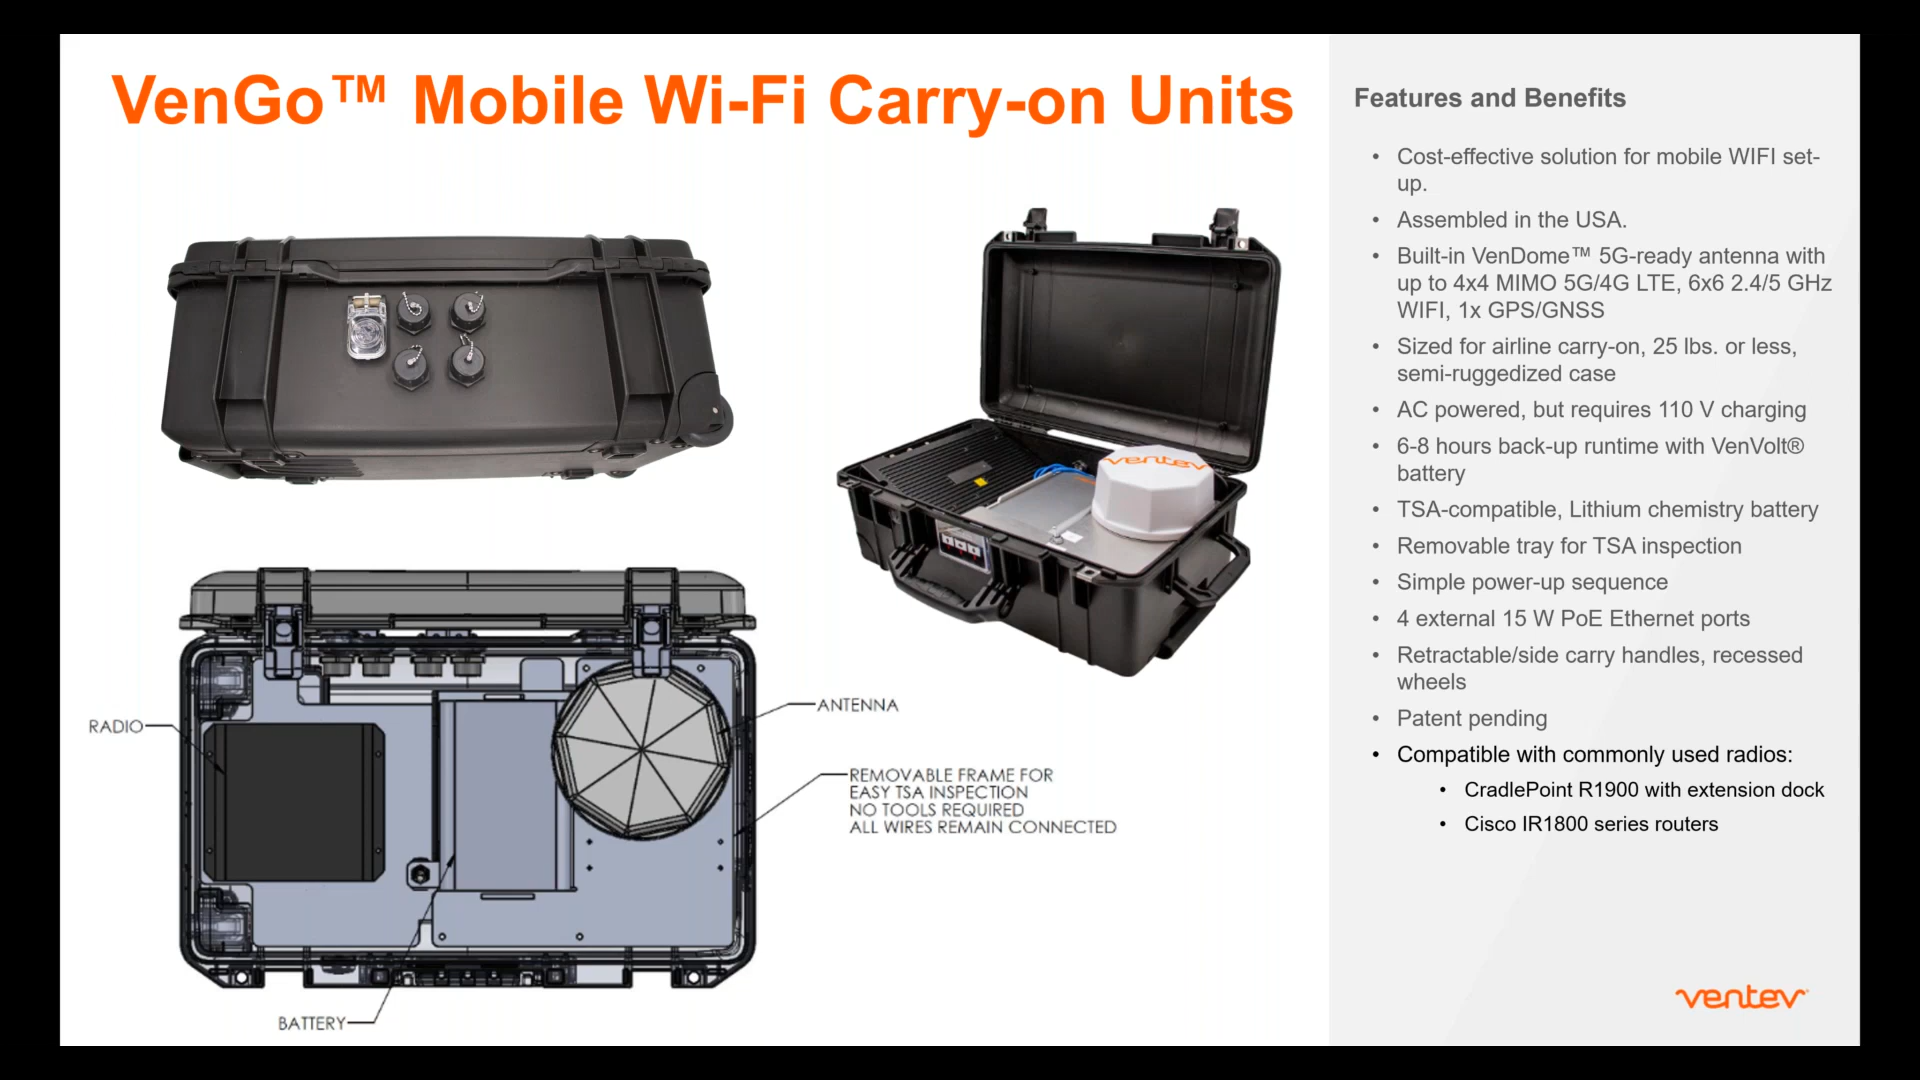 VenGo™ Mobile Wi-Fi Carry-on Units
ventev
RADIO
ANTENNA
REMOVABLE FRAME FOR
EASY TSA INSPECTION
NO TOOLS REQUIRED
ALL WIRES REMAIN CONNECTED
BATTERY
Features and Benefits
• Cost-effective solution for mobile WIFI set-
up.
• Assembled in the USA.
• Built-in VenDome™ 5G-ready antenna with
up to 4x4 MIMO 5G/4G LTE, 6x6 2.4/5 GHz
WIFI, 1x GPS/GNSS
• Sized for airline carry-on, 25 lbs. or less,
semi-ruggedized case
• AC powered, but requires 110 V charging
• 6-8 hours back-up runtime with VenVolt®
battery
• TSA-compatible, Lithium chemistry battery
• Removable tray for TSA inspection
• Simple power-up sequence
• 4 external 15 W PoE Ethernet ports
• Retractable/side carry handles, recessed
wheels
• Patent pending
• Compatible with commonly used radios:
• CradlePoint R1900 with extension dock
• Cisco IR1800 series routers
ventev